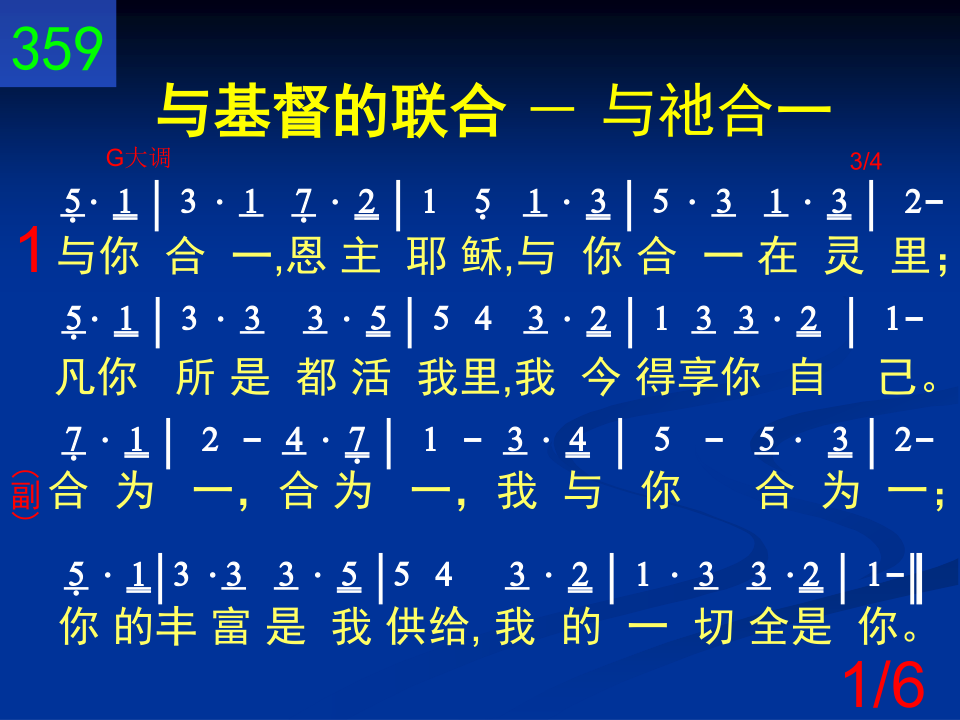 359
与基督的联合 － 与祂合一
G大调 3/4
5· 1 | 3 · 1 7 · 2 | 1 5 1 · 3 | 5 · 3 1 · 3 | 2-
1 与你 合 一,恩 主 耶 稣,与 你 合 一 在 灵 里；
5· 1 | 3 · 3 3 · 5 | 5 4 3 · 2 | 1 3 3 · 2 | 1-
凡你 所 是 都 活 我里,我 今 得享你 自 己。
7 · 1 | 2 - 4 · 7 | 1 - 3 · 4 | 5 - 5 · 3 | 2-
（副） 合 为 一，合 为 一，我 与 你 合 为 一；
5 · 1 | 3 · 3 3 · 5 | 5 4 3 · 2 | 1 · 3 3 · 2 | 1-‖
你 的丰 富 是 我 供给, 我 的 一 切 全是 你。
1/6